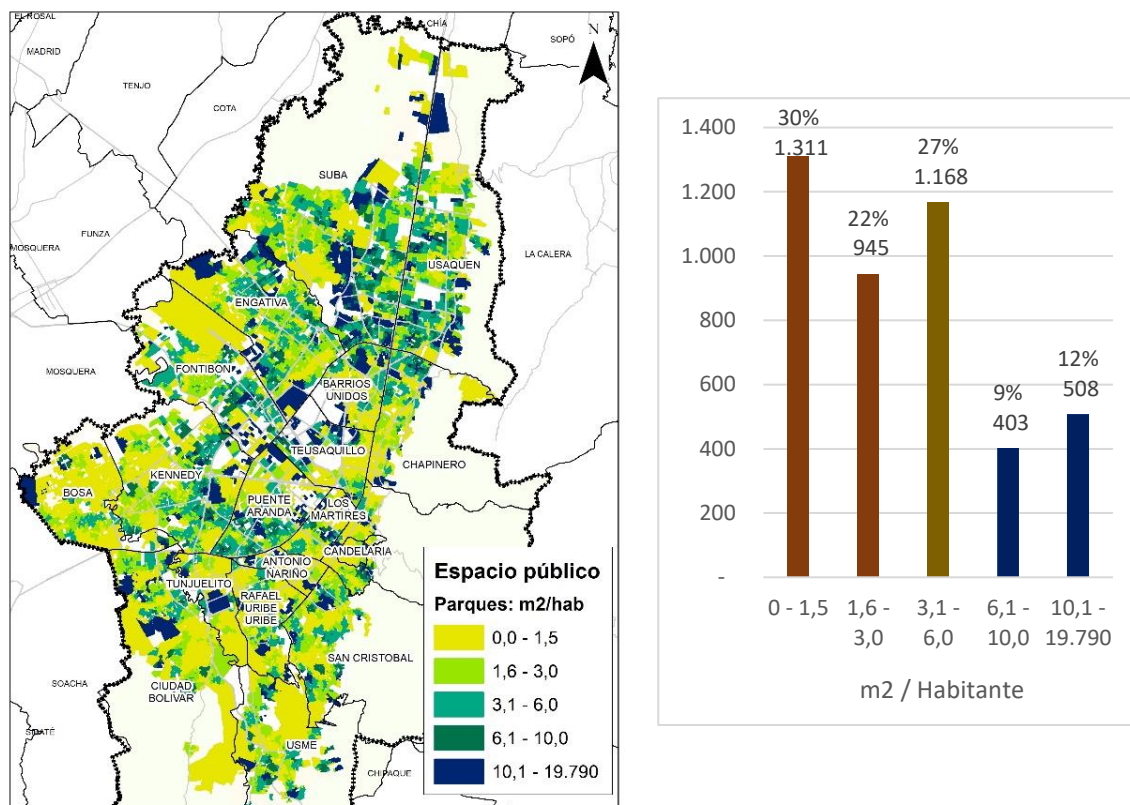 EL ROSAL
CHÍA
MADRID
SOPÓ
N
TENJO
COTA
SUBA
FUNZA
MOSQUERA
LA CALERA
USAQUEN
ENGATIVA
FONTIBON
MOSQUERA
BARRIOS
UNIDOS
TEUSAQUILLO
CHAPINERO
KENNEDY
BOSA
PUENTE
ARANDA
LOS
MARTIRES
CANDELARIA
ANTONIO
NARIÑO
TUNJUELITO
RAFAEL
URIBE
URIBE
SAN CRISTOBAL
SOACHA
CIUDAD
BOLIVAR
USME
CHIPAQUE
Espacio público
Parques: m2/hab
0,0 - 1,5
1,6 - 3,0
3,1 - 6,0
6,1 - 10,0
10,1 - 19.790
1.400
1.200
1.000
800
600
400
200
-
30%
1.311
22%
945
27%
1.168
9%
403
12%
508
0 - 1,5
1,6 -
3,0
3,1 -
6,0
6,1 -
10,0
10,1 -
19.790
m2 / Habitante